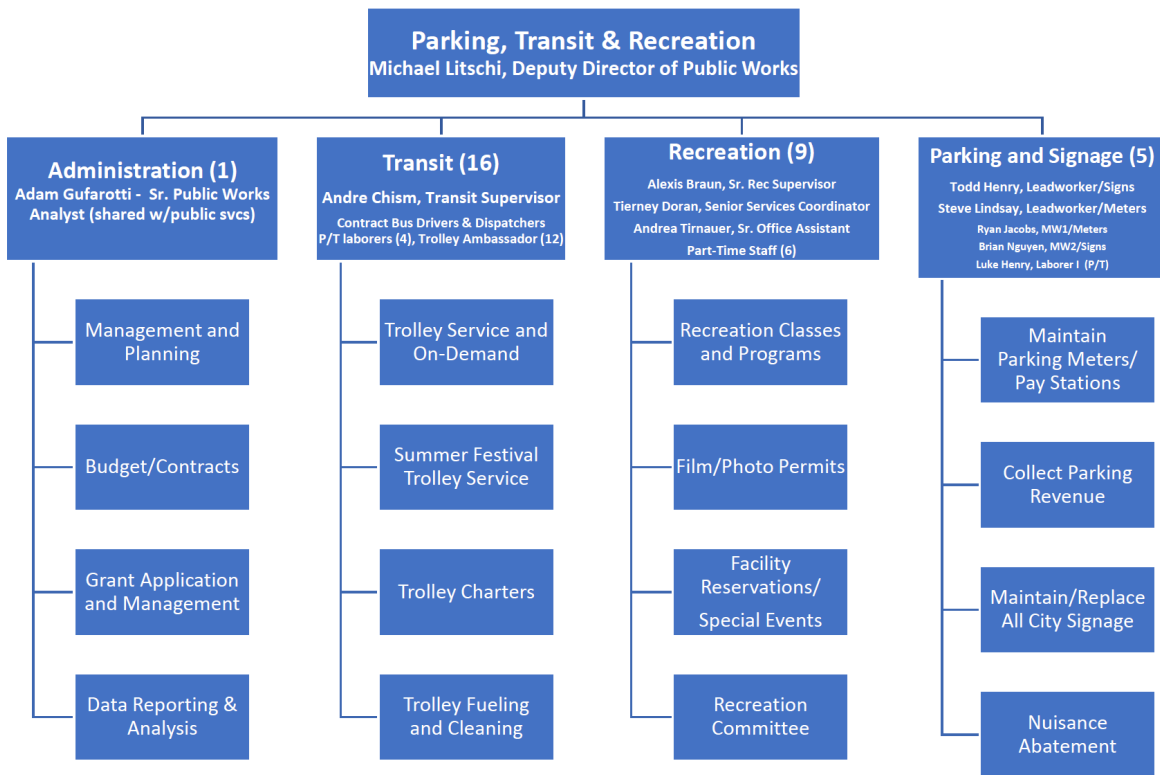 Parking, Transit & Recreation
Michael Litschi, Deputy Director of Public Works
Administration (1)
Adam Gufarotti - Sr. Public Works
Analyst (shared w/public svcs)
Management and
Planning
Budget/Contracts
Grant Application
and Management
Data Reporting &
Analysis
Transit (16)
Andre Chism, Transit Supervisor
Contract Bus Drivers & Dispatchers
P/T laborers (4), Trolley Ambassador (12)
Trolley Service and
On-Demand
Summer Festival
Trolley Service
Trolley Charters
Trolley Fueling
and Cleaning
Recreation (9)
Alexis Braun, Sr. Rec Supervisor
Tierney Doran, Senior Services Coordinator
Andrea Tirnauer, Sr. Office Assistant
Part-Time Staff (6)
Recreation Classes
and Programs
Film/Photo Permits
Facility
Reservations/
Special Events
Recreation
Committee
Parking and Signage (5)
Todd Henry, Leadworker/Signs
Steve Lindsay, Leadworker/Meters
Ryan Jacobs, MW1/Meters
Brian Nguyen, MW2/Signs
Luke Henry, Laborer I (P/T)
Maintain
Parking Meters/
Pay Stations
Collect Parking
Revenue
Maintain/Replace
All City Signage
Nuisance
Abatement